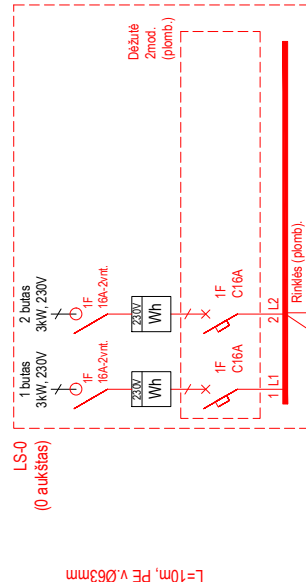 LS-0
(0 aukštas)
1 butas
3kW, 230V
2 butas
3kW, 230V
1F
16A-2vnt.
1F
16A-2vnt.
230V
Wh
230V
Wh
Dėžutė
2mod.
(plomb.)
1F
C16A
1F
C16A
1 L1
2 L2
Rinklės (plomb).
L=10m, PE v.Ø63mm